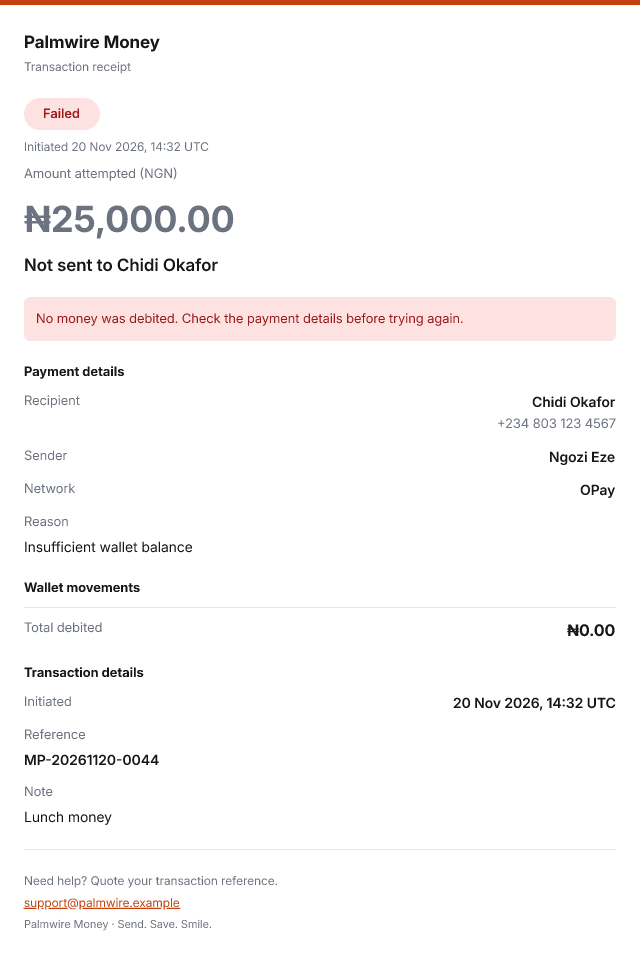 Palmwire Money
Transaction receipt
Failed
Initiated 20 Nov 2026, 14:32 UTC
Amount attempted (NGN)
₦25,000.00
Not sent to Chidi Okafor
No money was debited. Check the payment details before trying again.
Payment details
Recipient
Chidi Okafor
+234 803 123 4567
Sender
Ngozi Eze
Network
OPay
Reason
Insufficient wallet balance
Wallet movements
Total debited
₦0.00
Transaction details
Initiated
20 Nov 2026, 14:32 UTC
Reference
MP-20261120-0044
Note
Lunch money
Need help? Quote your transaction reference.
support@palmwire.example
Palmwire Money · Send. Save. Smile.